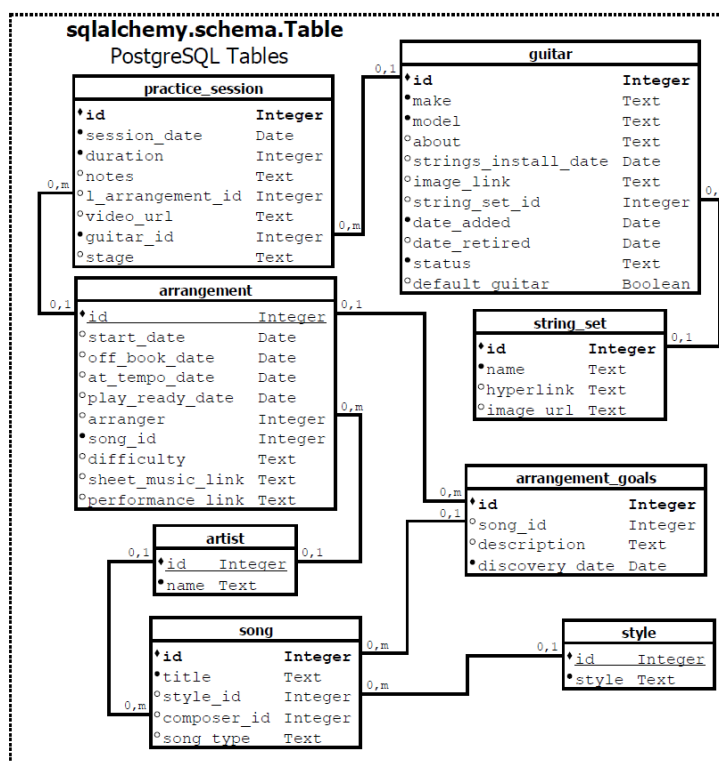 sqlalchemy.schema.Table
PostgreSQL Tables
practice_session
id Integer
session_date Date
duration Integer
notes Text
l_arrangement_id Integer
video_url Text
guitar_id Integer
stage Text
0,m
0,m
0,1
guitar
id Integer
make Text
model Text
about Text
strings_install_date Date
image_link Text
string_set_id Integer
date_added Date
date_retired Date
status Text
default_guitar Boolean
0,
arrangement
0,1
0,1
id Integer
start_date Date
off_book_date Date
at_tempo_date Date
play_ready_date Date
arranger Integer
song_id Integer
difficulty Text
sheet_music_link Text
performance_link Text
0,m
string_set
id Integer
name Text
hyperlink Text
image_url Text
0,1
arrangement_goals
0,m
0,1
id Integer
song_id Integer
description Text
discovery_date Date
artist
0,1
0,1
id Integer
name Text
song
id Integer
title Text
style_id Integer
composer_id Integer
song_type Text
0,m
0,m
0,m
style
0,1
id Integer
style Text